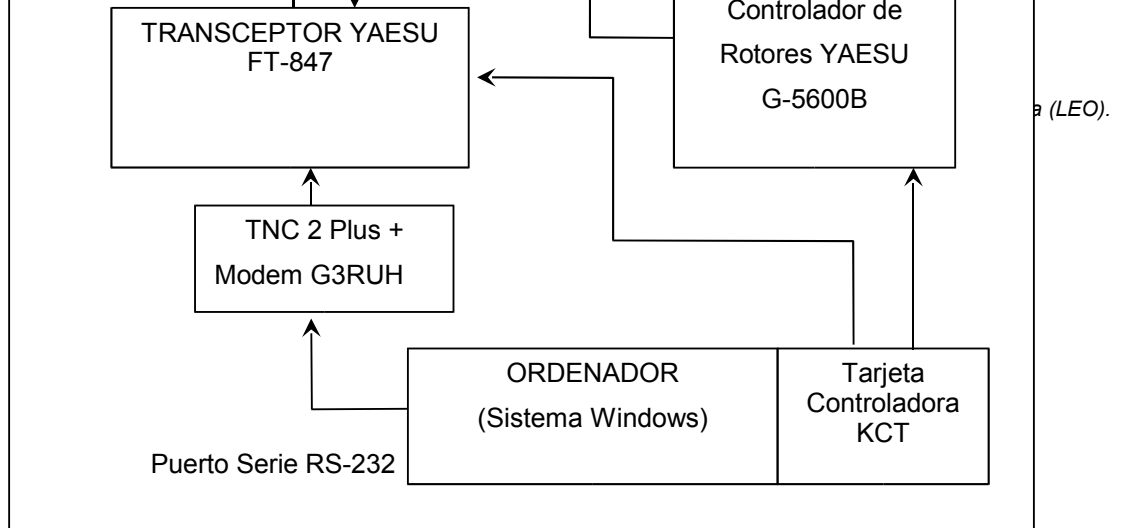 Controlador de
Rotores YAESU
G-5600B
TRANSCEPTOR YAESU
FT-847
(LEO).
TNC 2 Plus +
Modem G3RUH
ORDENADOR
(Sistema Windows)
Tarjeta
Controladora
KCT
Puerto Serie RS-232